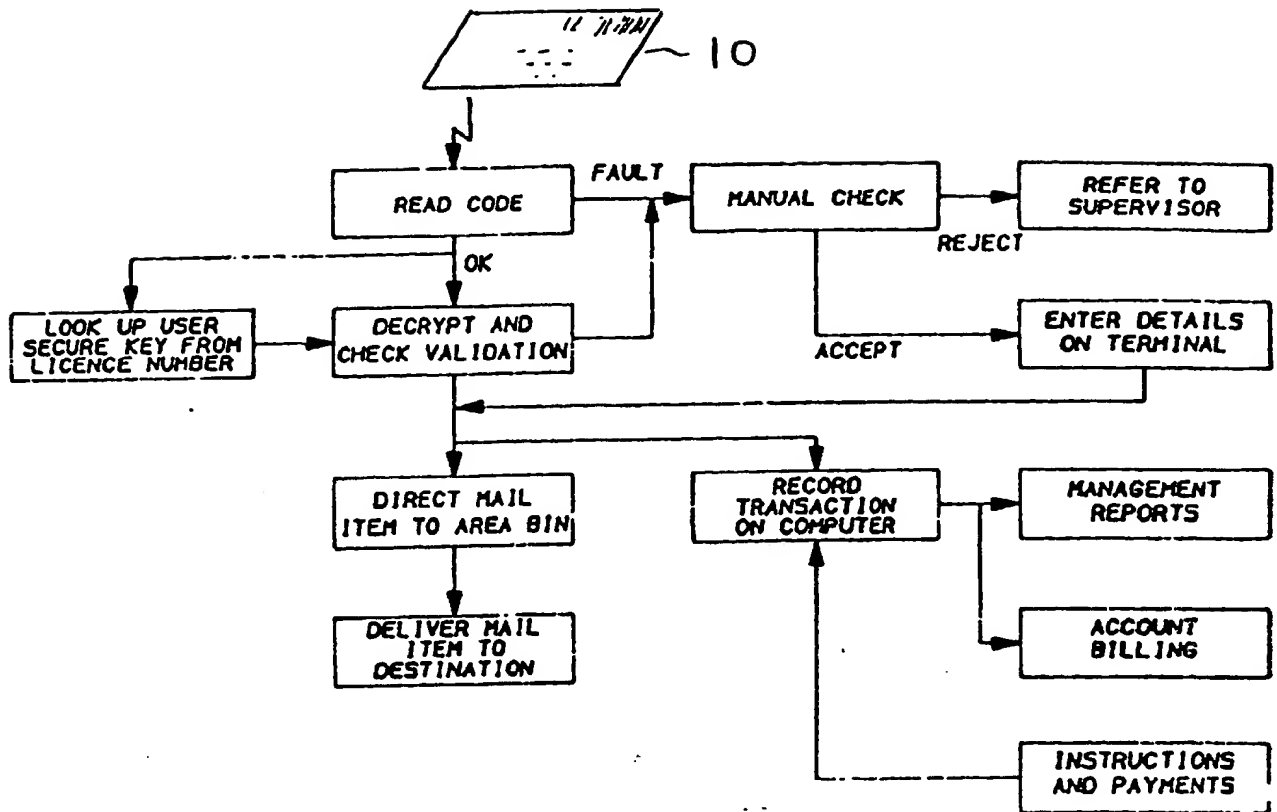 10
READ CODE
FAULT
MANUAL CHECK
REFER TO
SUPERVISOR
REJECT
OK
LOOK UP USER
SECURE KEY FROM
LICENCE NUMBER
DECRYPT AND
CHECK VALIDATION
ACCEPT
ENTER DETAILS
ON TERMINAL
DIRECT MAIL
ITEM TO AREA BIN
RECORD
TRANSACTION
ON COMPUTER
MANAGEMENT
REPORTS
DELIVER MAIL
ITEM TO
DESTINATION
ACCOUNT
BILLING
INSTRUCTIONS
AND PAYMENTS